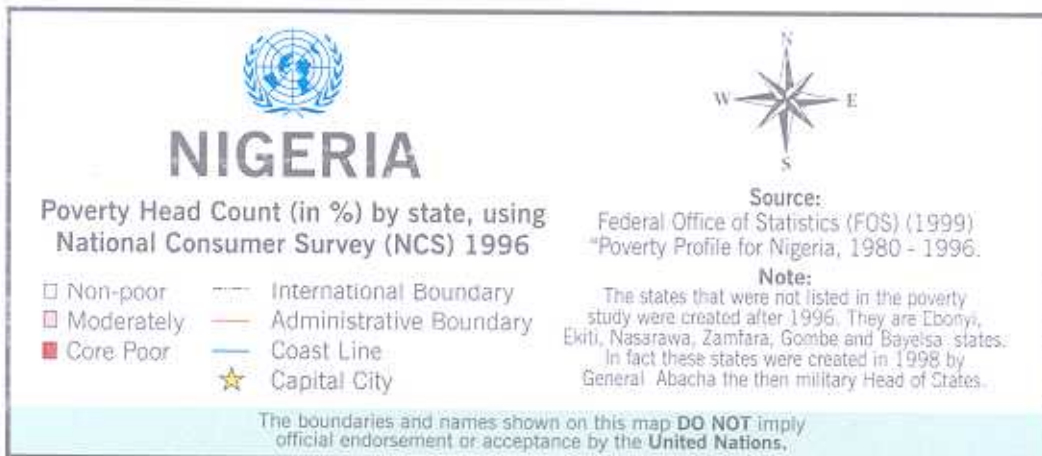 NIGERIA
Poverty Head Count (in %) by state, using
National Consumer Survey (NCS) 1996
Non-poor
Moderately
Core Poor
International Boundary
Administrative Boundary
Coast Line
Capital City
N
W
E
S
Source:
Federal Office of Statistics (FOS) (1999)
"Poverty Profile for Nigeria, 1980 - 1996.
Note:
The states that were not listed in the poverty
study were created after 1996. They are Ebonyi,
Ekiti, Nasarawa, Zamfara, Gombe and Bayelsa states.
In fact these states were created in 1998 by
General Abacha the then military Head of States.
The boundaries and names shown on this map DO NOT imply
official endorsement or acceptance by the United Nations.